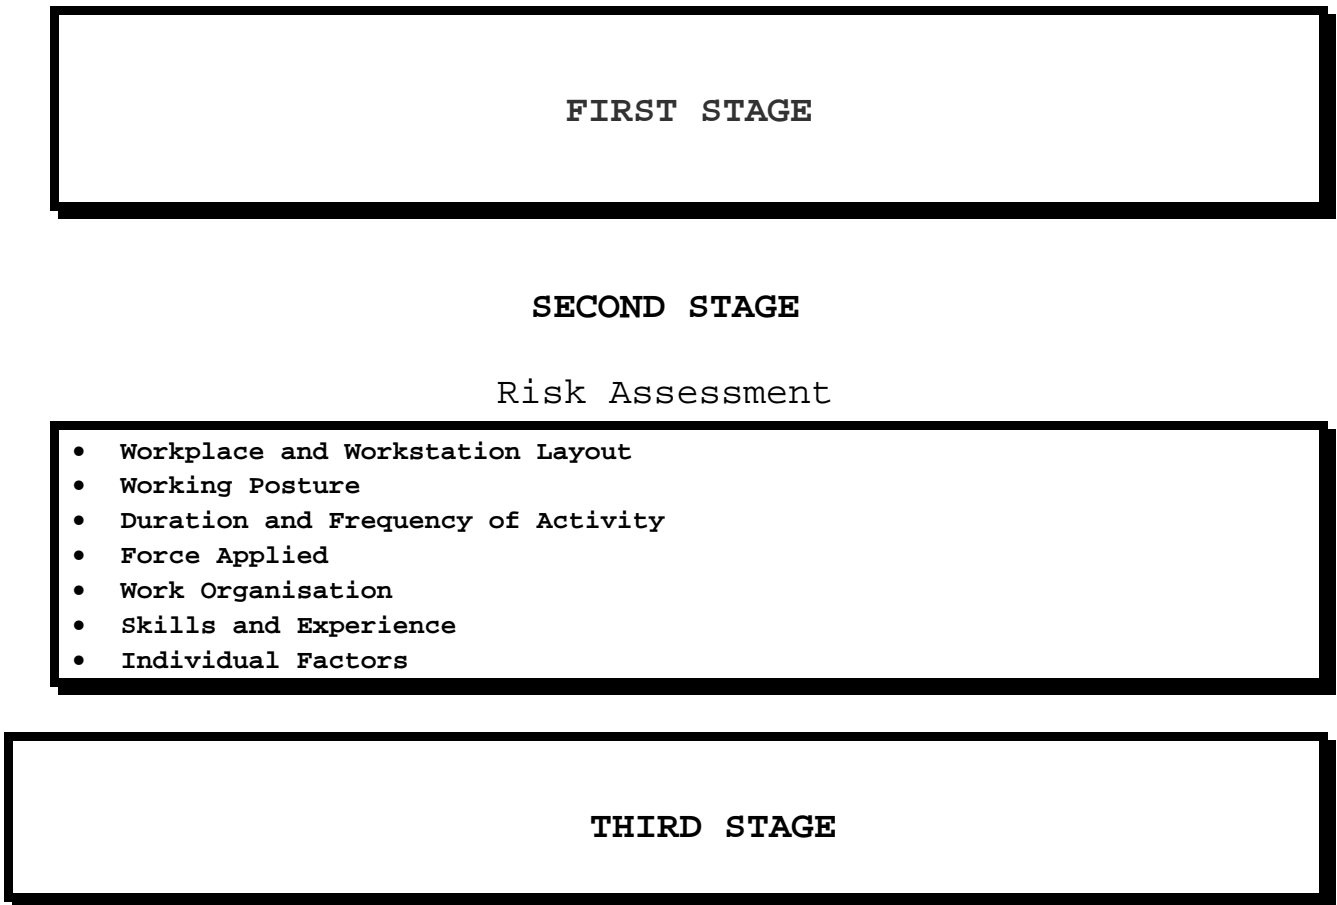 FIRST STAGE
SECOND STAGE
Risk Assessment
• Workplace and Workstation Layout
• Working Posture
• Duration and Frequency of Activity
• Force Applied
• Work Organisation
• Skills and Experience
• Individual Factors
THIRD STAGE